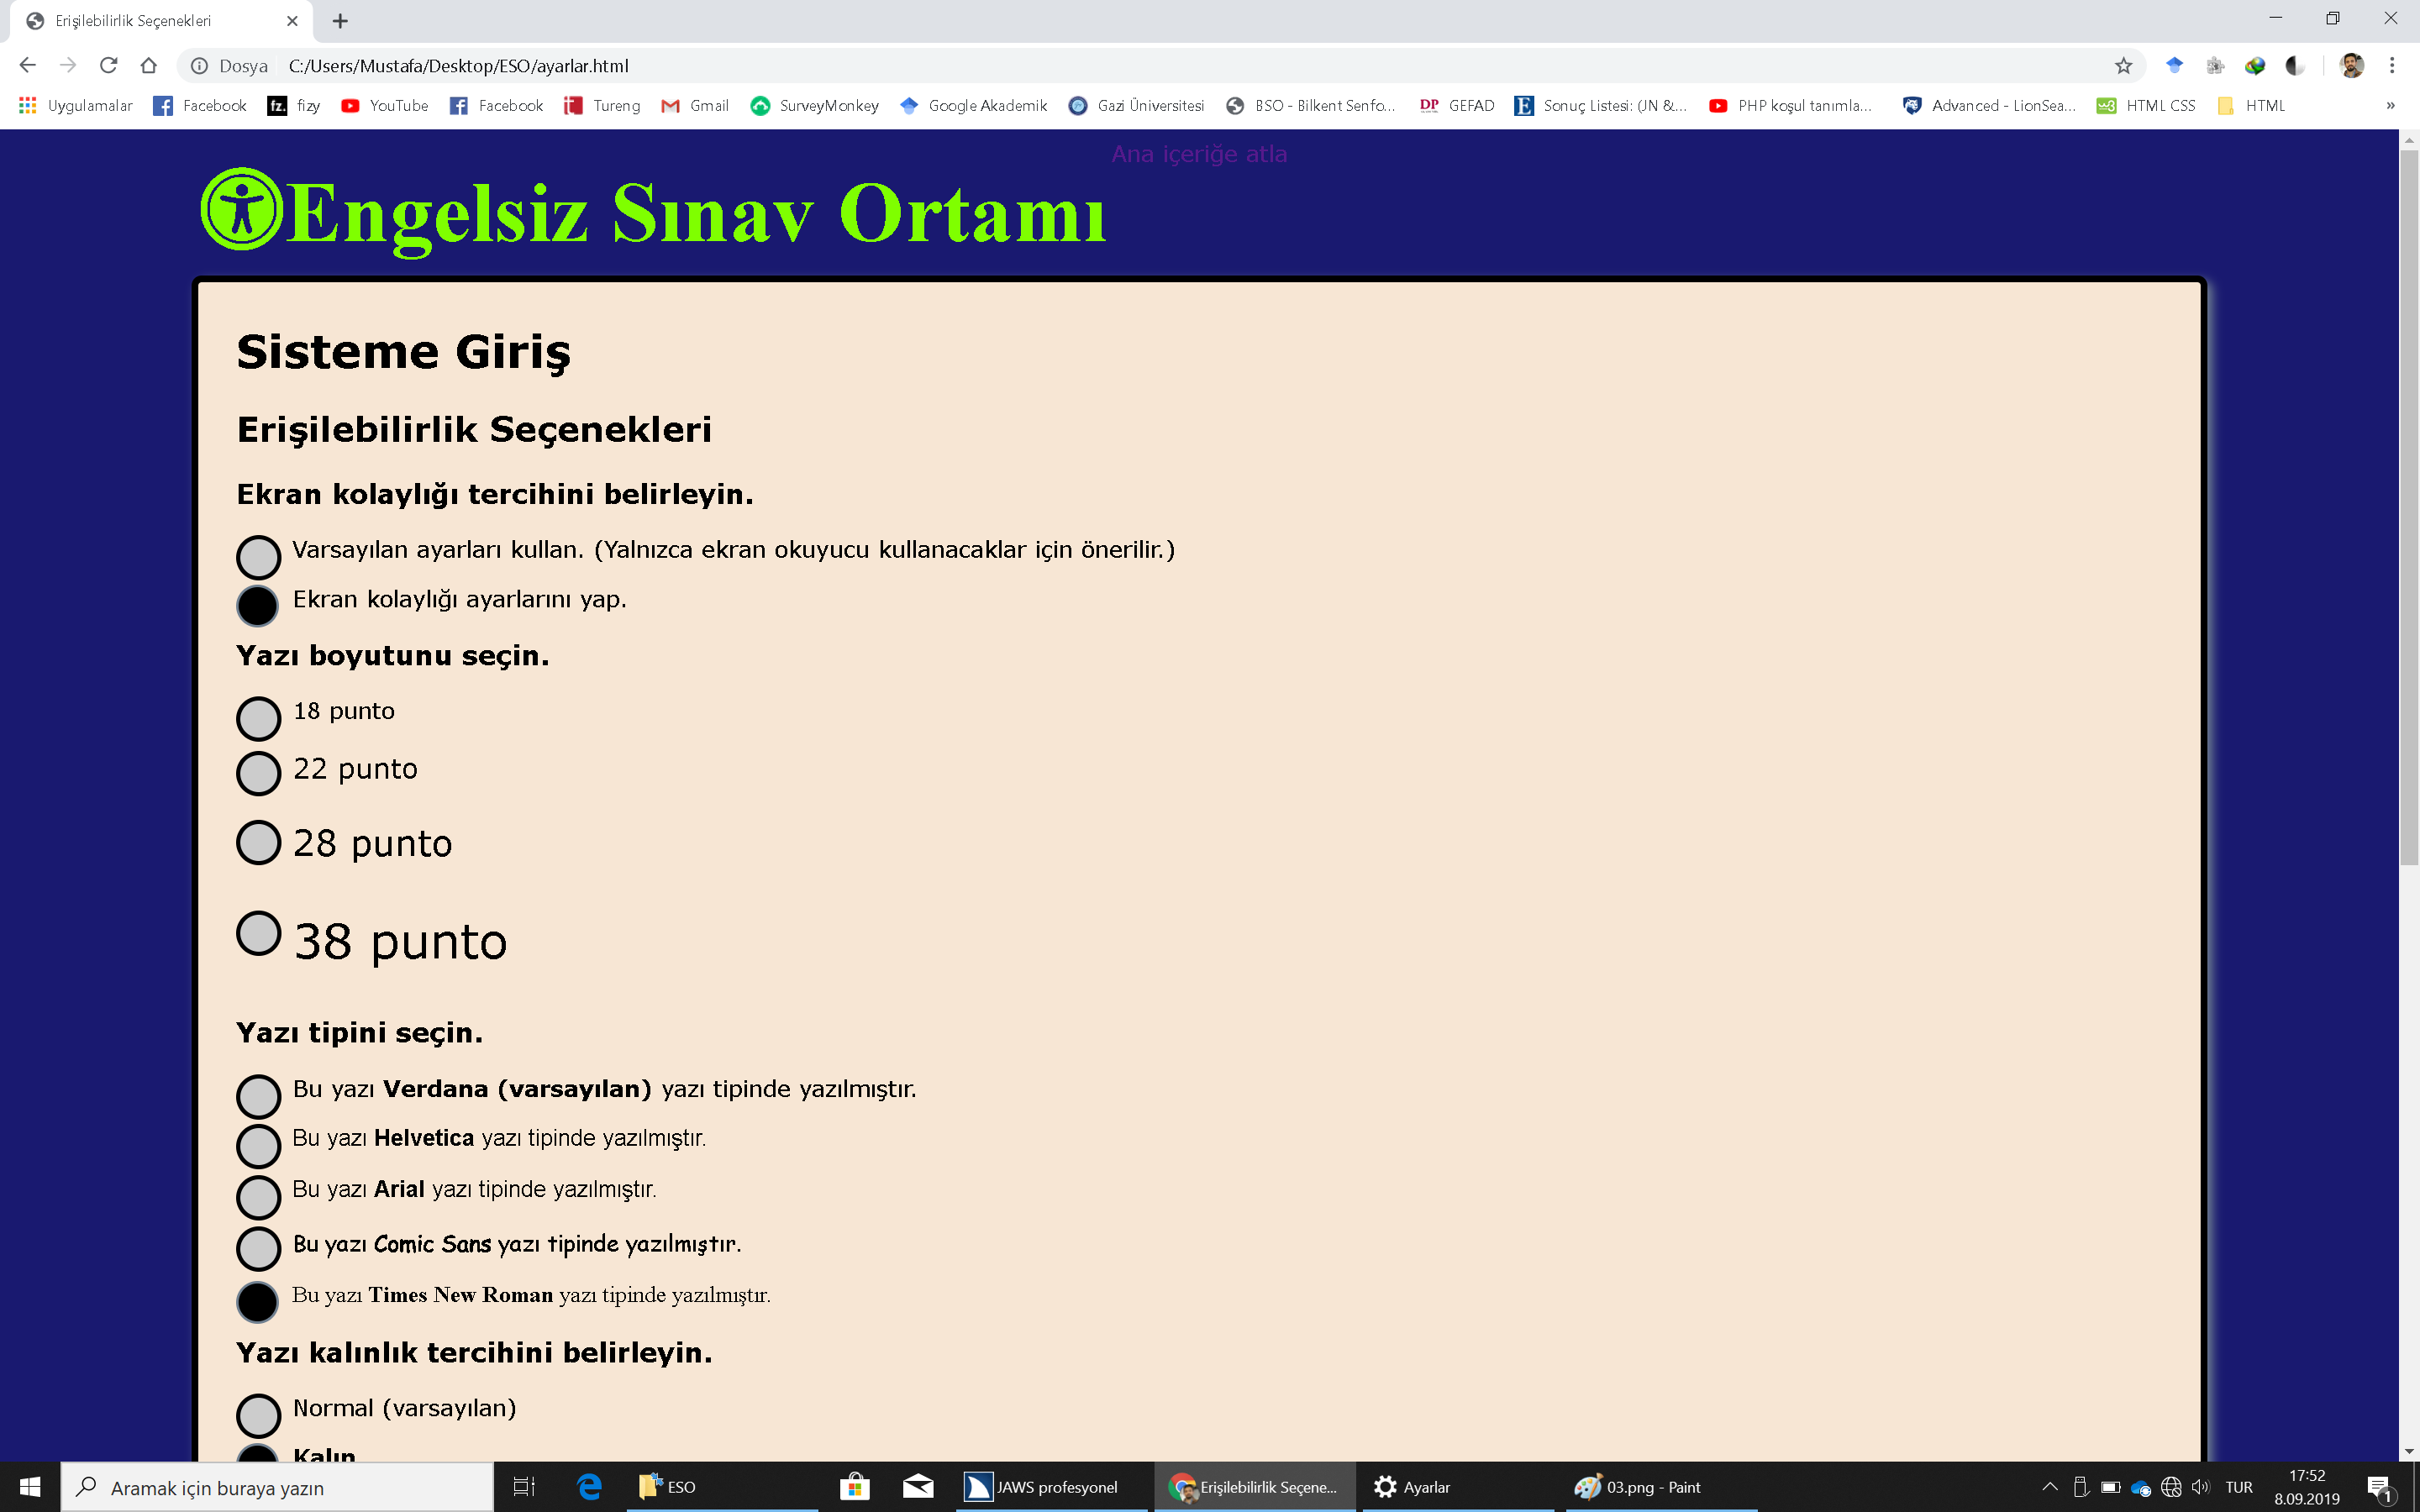 Erişilebilirlik Seçenekleri
Dosya C:/Users/Mustafa/Desktop/ESO/ayarlar.html
Uygulamalar Facebook fz. fizy YouTube Facebook Tureng Gmail SurveyMonkey Google Akademik Gazi Üniversitesi BSO - Bilkent Senfo... DP GEFAD E Sonuç Listesi: (JN &... PHP koşul tanımla... Advanced - LionSea... w3 HTML CSS HTML »
Ana içeriğe atla
Engelsiz Sınav Ortamı
Sisteme Giriş
Erişilebilirlik Seçenekleri
Ekran kolaylığı tercihini belirleyin.
Varsayılan ayarları kullan. (Yalnızca ekran okuyucu kullanacaklar için önerilir.)
Ekran kolaylığı ayarlarını yap.
Yazı boyutunu seçin.
18 punto
22 punto
28 punto
38 punto
Yazı tipini seçin.
Bu yazı Verdana (varsayılan) yazı tipinde yazılmıştır.
Bu yazı Helvetica yazı tipinde yazılmıştır.
Bu yazı Arial yazı tipinde yazılmıştır.
Bu yazı Comic Sans yazı tipinde yazılmıştır.
Bu yazı Times New Roman yazı tipinde yazılmıştır.
Yazı kalınlık tercihini belirleyin.
Normal (varsayılan)
Kalın
Aramak için buraya yazın ESO JAWS profesyonel Erişilebilirlik Seçene... Ayarlar 03.png - Paint TUR 17:52
8.09.2019 1